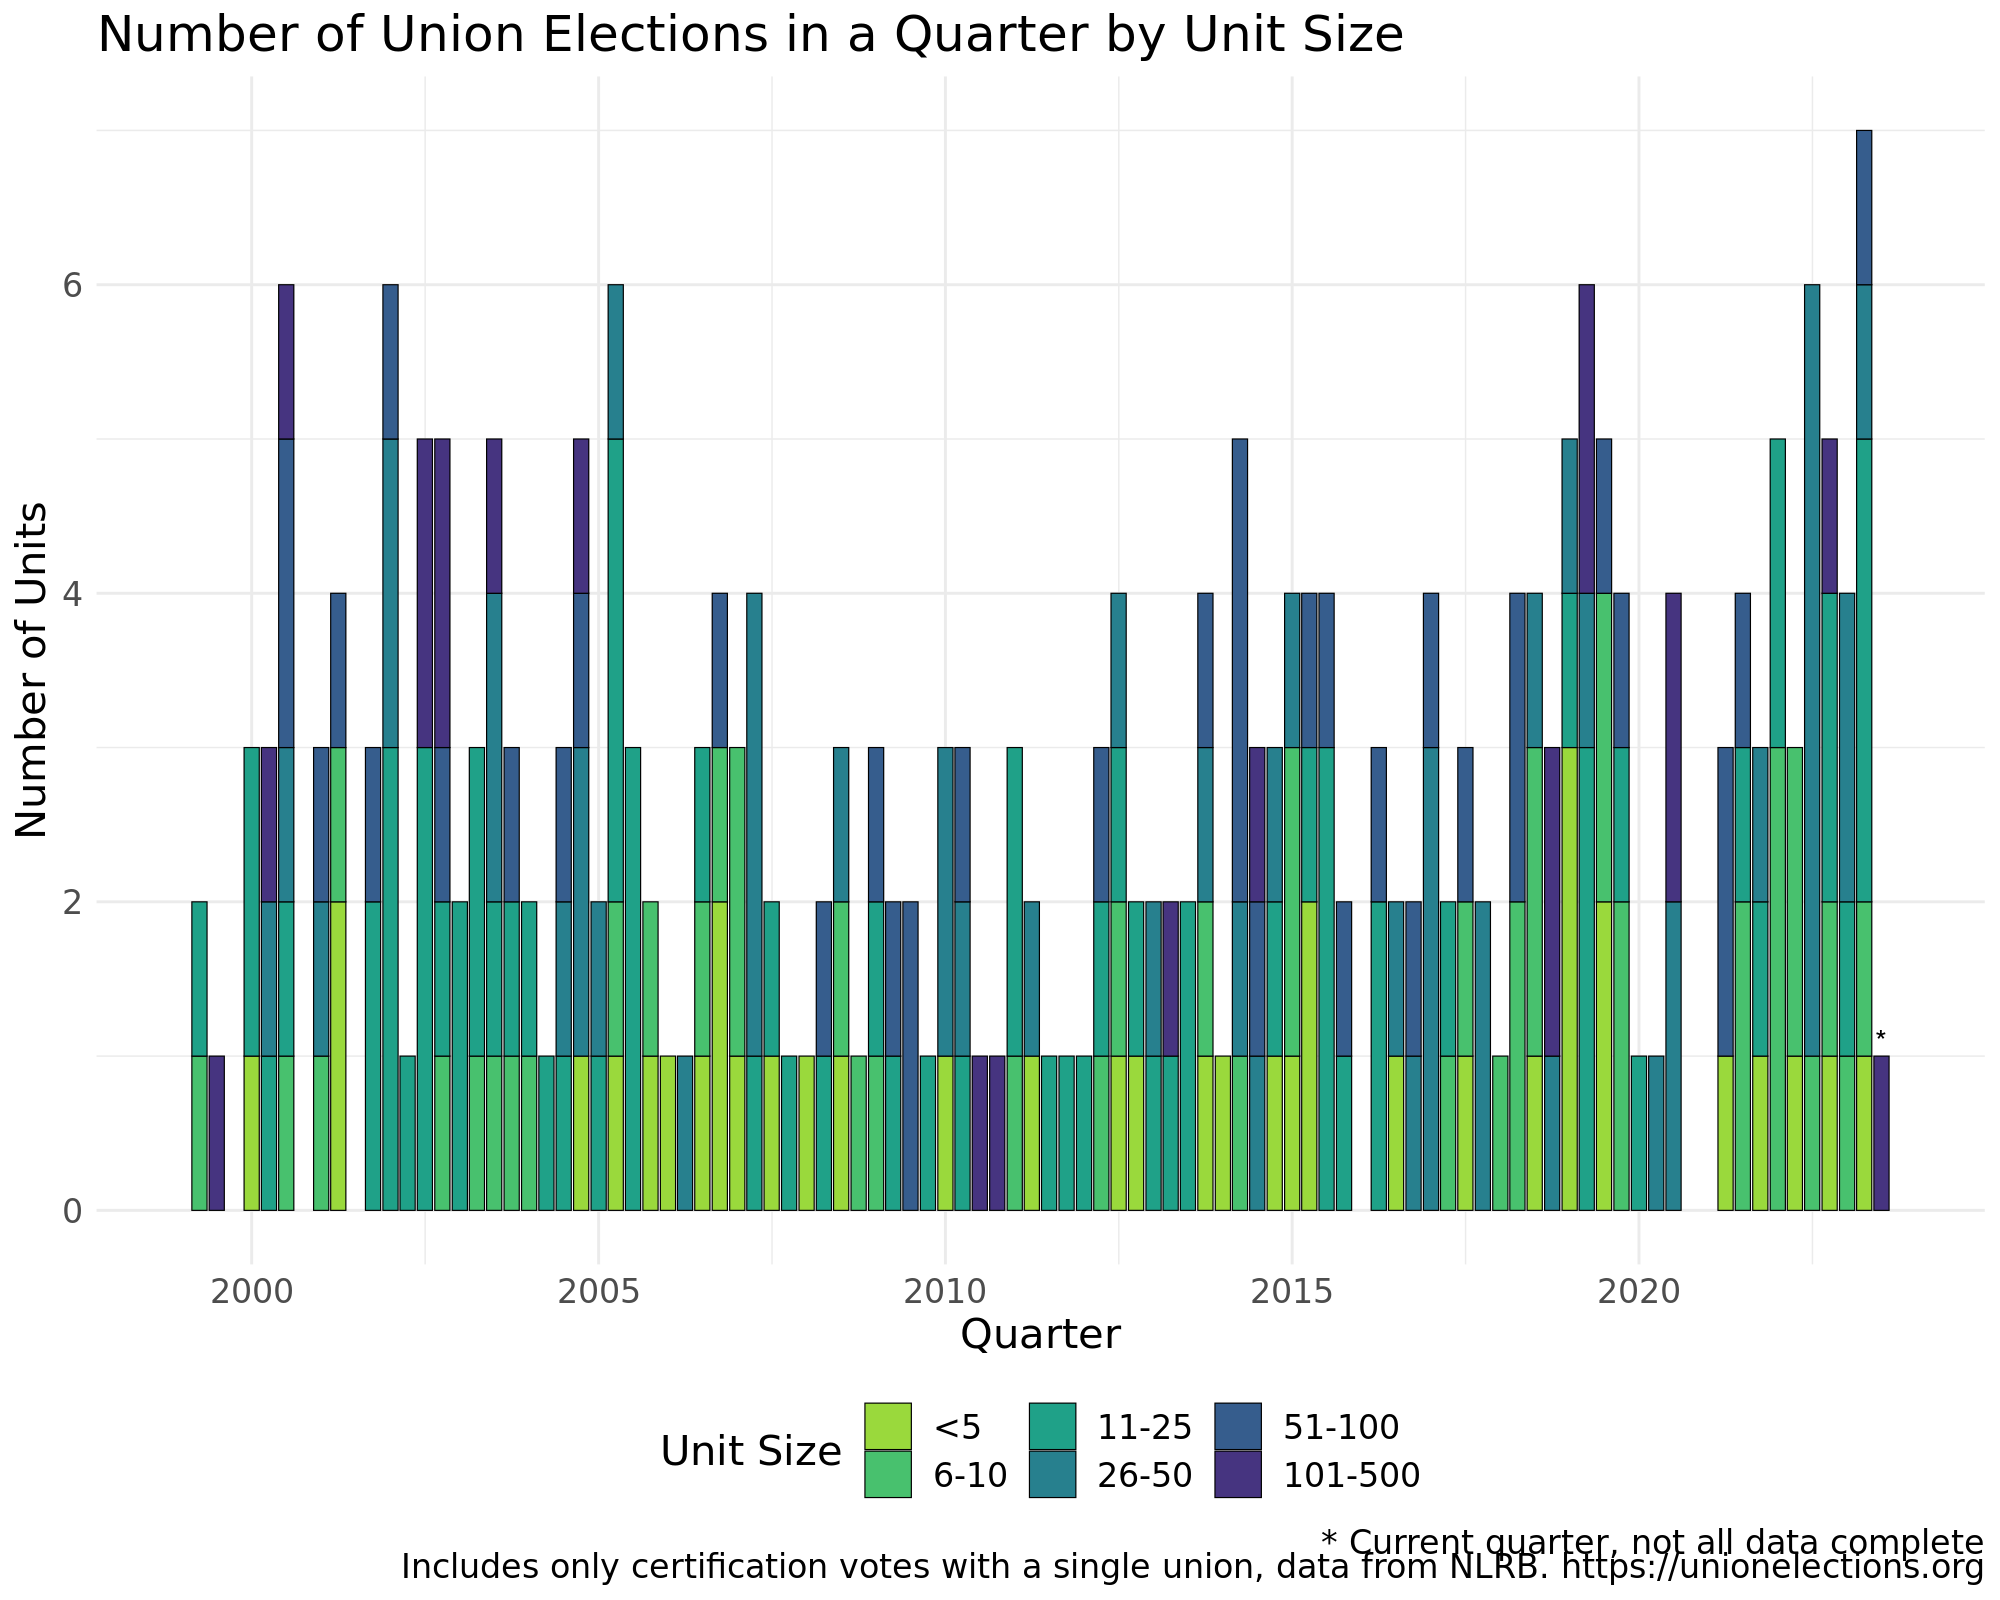 Number of Union Elections in a Quarter by Unit Size
Number of Units
6
4
2
0
*
2000 2005 2010 2015 2020
Quarter
Unit Size
<5 11-25 51-100
6-10 26-50 101-500
* Current quarter, not all data complete
Includes only certification votes with a single union, data from NLRB. https://unionelections.org